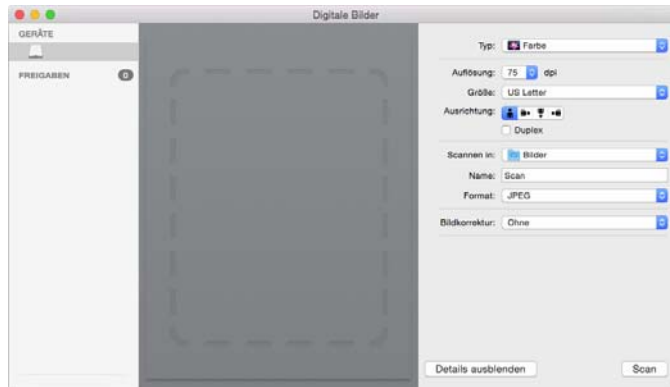 Digitale Bilder
GERÄTE
FREIGABEN 0
Typ: Farbe
Auflösung: 75 dpi
Größe: US Letter
Ausrichtung:
Duplex
Scannen in: Bilder
Name: Scan
Format: JPEG
Bildkorrektur: Ohne
Details ausblenden Scan